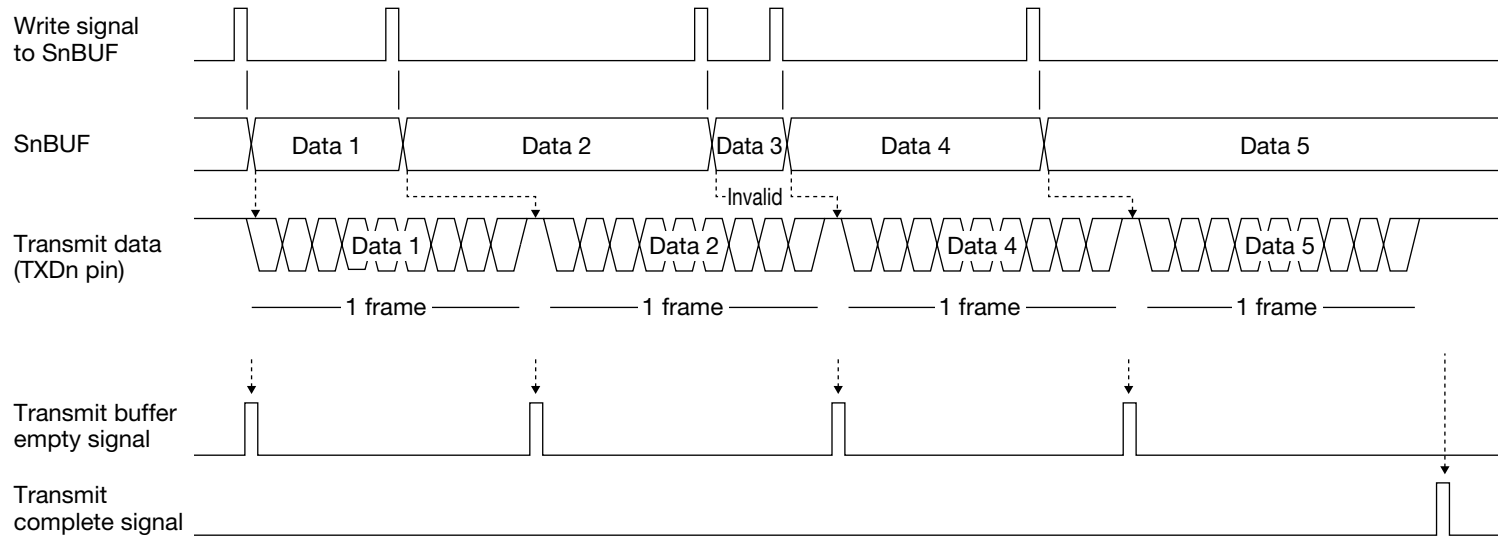 Write signal
to SnBUF
SnBUF
Data 1
Data 2
Data 3
Data 4
Data 5
Invalid
Transmit data
(TXDn pin)
Data 1
Data 2
Data 4
Data 5
1 frame
1 frame
1 frame
1 frame
Transmit buffer
empty signal
Transmit
complete signal